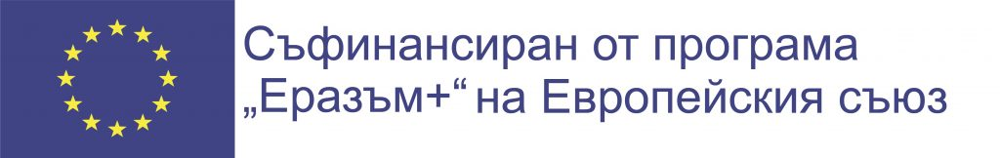 Съфинансиран от програма
„Еразъм+“ на Европейския съюз